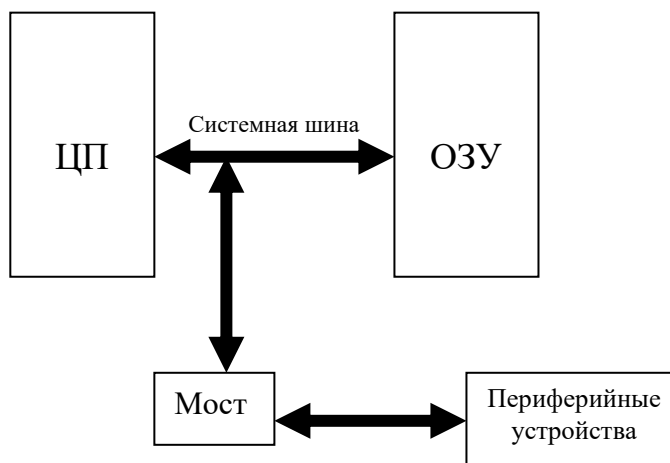 Системная шина
ЦП
ОЗУ
Мост
Периферийные
устройства